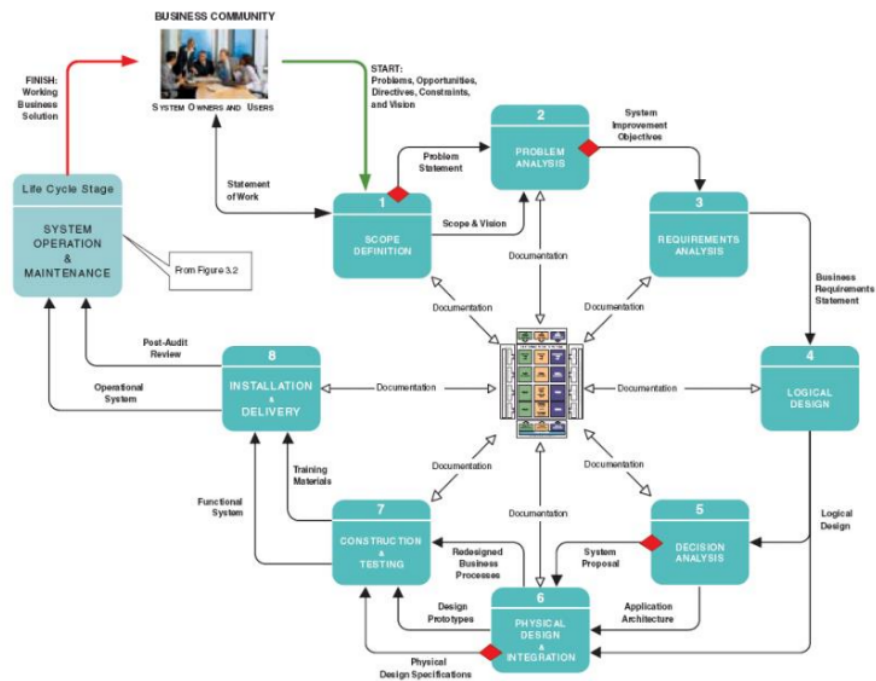 BUSINESS COMMUNITY
SYSTEM OWNERS AND USERS
FINISH:
Working
Business
Solution
START:
Problems, Opportunities,
Directives, Constraints,
and Vision
Statement
of Work
Problem
Statement
2
PROBLEM
ANALYSIS
System
Improvement
Objectives
Life Cycle Stage
SYSTEM
OPERATION
&
MAINTENANCE
From Figure 3.2
1
SCOPE
DEFINITION
Scope & Vision
3
REQUIREMENTS
ANALYSIS
Documentation
Documentation
Documentation
Business
Requirements
Statement
Post-Audit
Review
Operational
System
8
INSTALLATION
&
DELIVERY
Documentation
Documentation
4
LOGICAL
DESIGN
Training
Materials
Functional
System
Documentation
Documentation
Documentation
7
CONSTRUCTION
&
TESTING
Redesigned
Business
Processes
System
Proposal
5
DECISION
ANALYSIS
Logical
Design
Design
Prototypes
6
PHYSICAL
DESIGN
&
INTEGRATION
Application
Architecture
Physical
Design Specifications